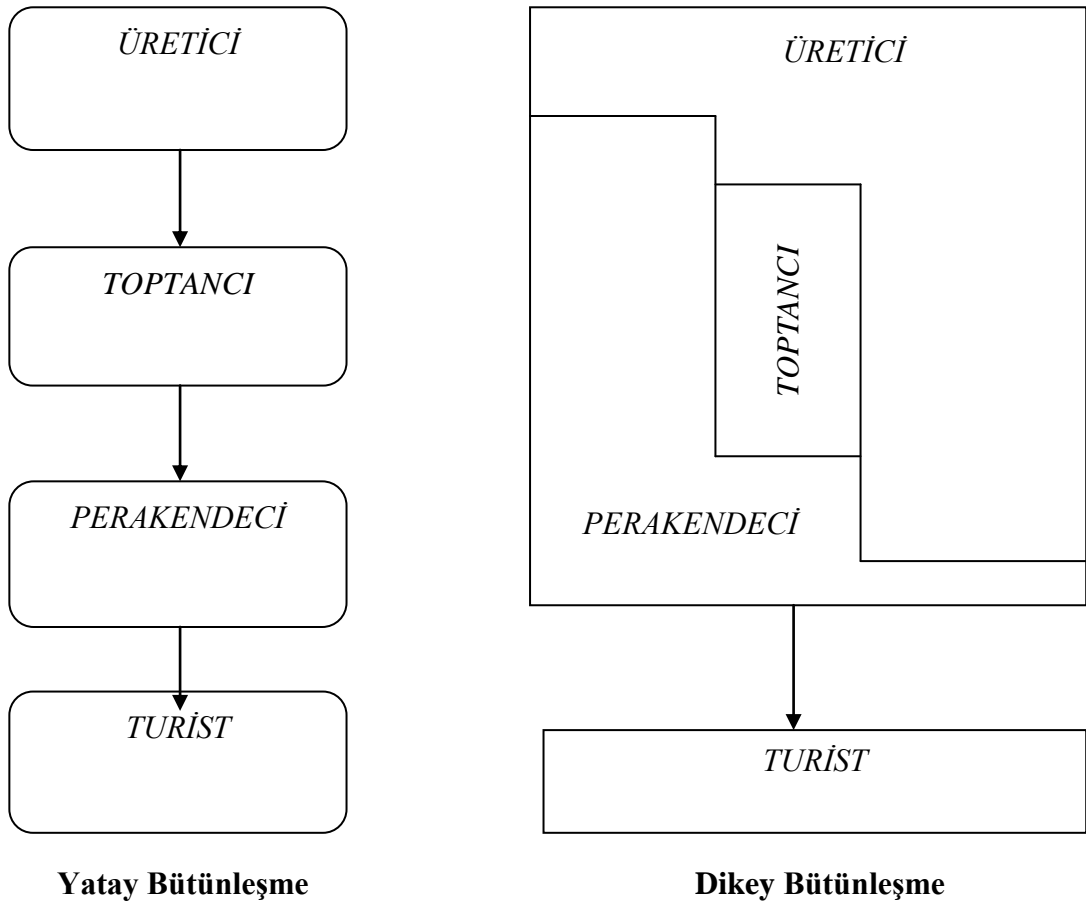 ÜRETİCİ
TOPTANCI
PERAKENDECİ
TURİST
Yatay Bütünleşme
ÜRETİCİ
TOPTANCI
PERAKENDECİ
TURİST
Dikey Bütünleşme